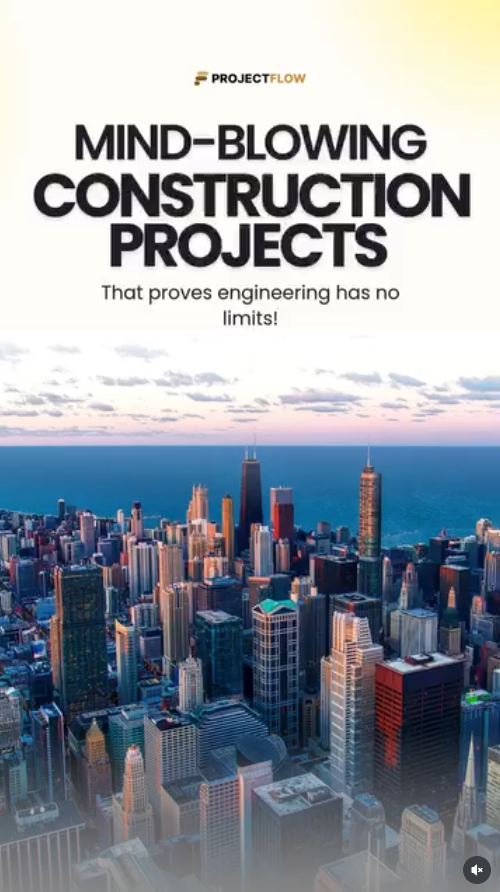 PROJECTFLOW
MIND-BLOWING
CONSTRUCTION
PROJECTS
That proves engineering has no
limits!